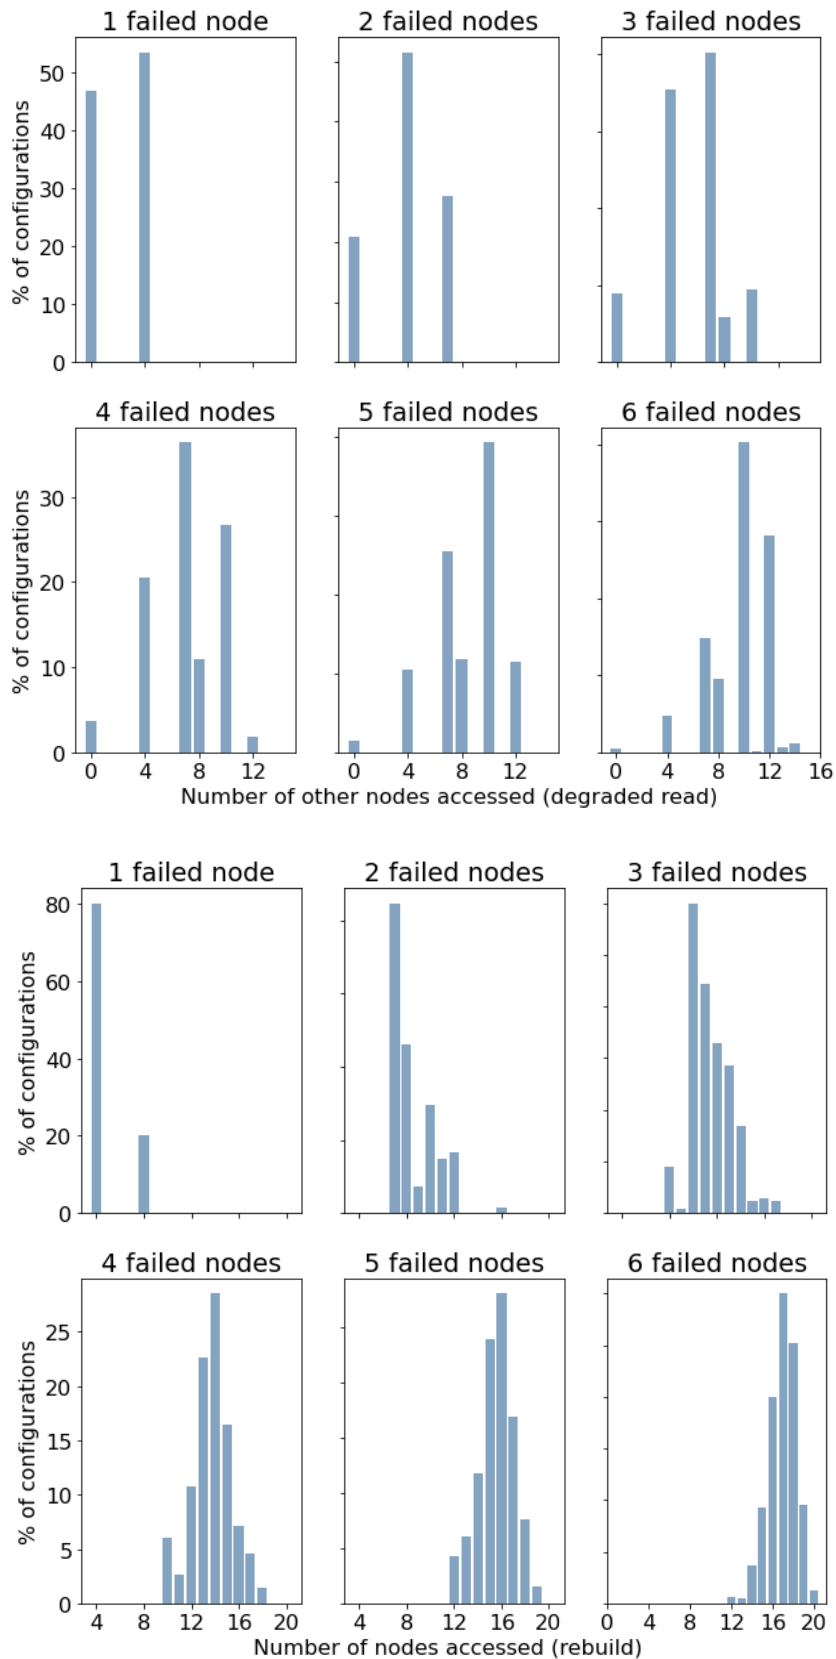 1 failed node 2 failed nodes 3 failed nodes
50
40
30
20
10
0
% of configurations
4 failed nodes 5 failed nodes 6 failed nodes
30
20
10
0
% of configurations
0 4 8 12 0 4 8 12 0 4 8 12 16
Number of other nodes accessed (degraded read)
1 failed node 2 failed nodes 3 failed nodes
80
60
40
20
0
% of configurations
4 failed nodes 5 failed nodes 6 failed nodes
25
20
15
10
5
0
% of configurations
4 8 12 16 20 4 8 12 16 20 0 4 8 12 16 20
Number of nodes accessed (rebuild)